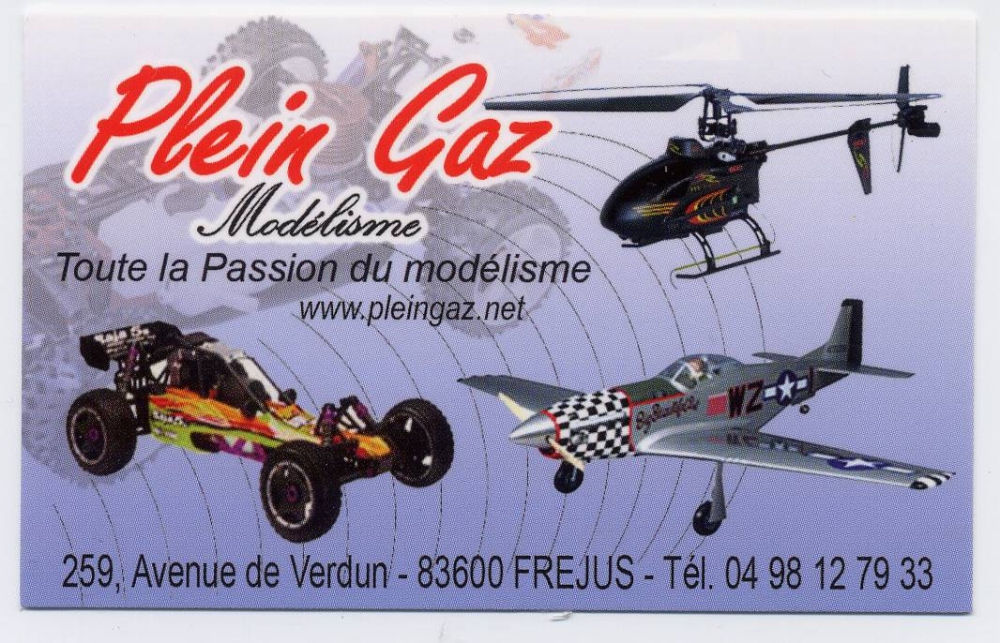 Plein Gaz
Modélisme
Toute la Passion du modélisme
www.pleingaz.net
WZ
I
259, Avenue de Verdun - 83600 FREJUS - Tél. 04 98 12 79 33